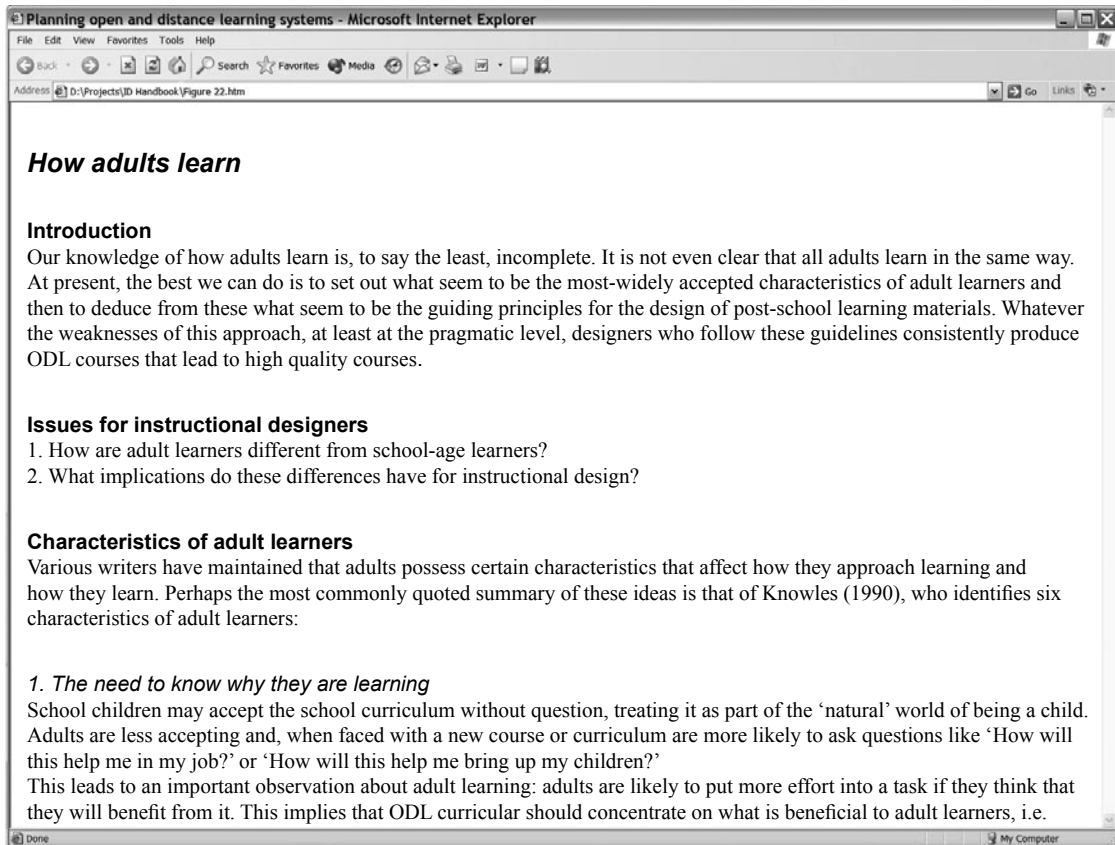 Planning open and distance learning systems - Microsoft Internet Explorer
File Edit View Favorites Tools Help
Back Search Favorites Media
Address D:\Projects\ID Handbook\Figure 22.htm Go Links
How adults learn
Introduction
Our knowledge of how adults learn is, to say the least, incomplete. It is not even clear that all adults learn in the same way.
At present, the best we can do is to set out what seem to be the most-widely accepted characteristics of adult learners and
then to deduce from these what seem to be the guiding principles for the design of post-school learning materials. Whatever
the weaknesses of this approach, at least at the pragmatic level, designers who follow these guidelines consistently produce
ODL courses that lead to high quality courses.
Issues for instructional designers
1. How are adult learners different from school-age learners?
2. What implications do these differences have for instructional design?
Characteristics of adult learners
Various writers have maintained that adults possess certain characteristics that affect how they approach learning and
how they learn. Perhaps the most commonly quoted summary of these ideas is that of Knowles (1990), who identifies six
characteristics of adult learners:
1. The need to know why they are learning
School children may accept the school curriculum without question, treating it as part of the ‘natural’ world of being a child.
Adults are less accepting and, when faced with a new course or curriculum are more likely to ask questions like ‘How will
this help me in my job?’ or ‘How will this help me bring up my children?’
This leads to an important observation about adult learning: adults are likely to put more effort into a task if they think that
they will benefit from it. This implies that ODL curricular should concentrate on what is beneficial to adult learners, i.e.
Done My Computer